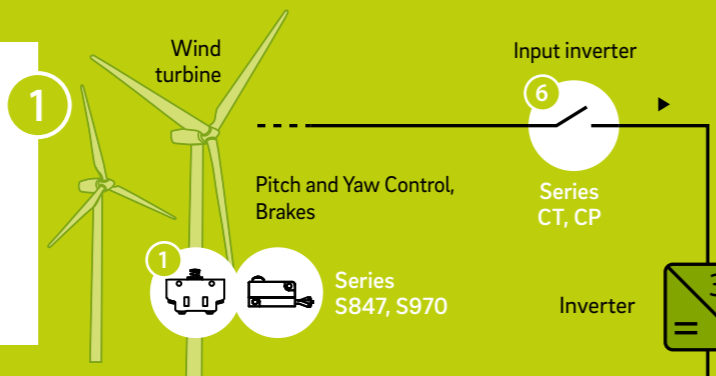 1
Wind
turbine
Input inverter
6
Pitch and Yaw Control,
Brakes
Series
CT, CP
1
Series
S847, S970
Inverter
3
=